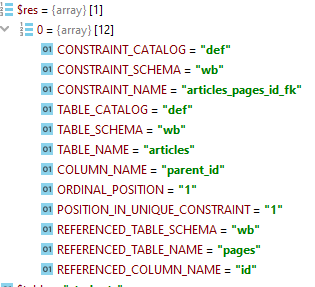 $res = {array} [1]
0 = {array} [12]
01 CONSTRAINT_CATALOG = "def"
01 CONSTRAINT_SCHEMA = "wb"
01 CONSTRAINT_NAME = "articles_pages_id_fk"
01 TABLE_CATALOG = "def"
01 TABLE_SCHEMA = "wb"
01 TABLE_NAME = "articles"
01 COLUMN_NAME = "parent_id"
01 ORDINAL_POSITION = "1"
01 POSITION_IN_UNIQUE_CONSTRAINT = "1"
01 REFERENCED_TABLE_SCHEMA = "wb"
01 REFERENCED_TABLE_NAME = "pages"
01 REFERENCED_COLUMN_NAME = "id"